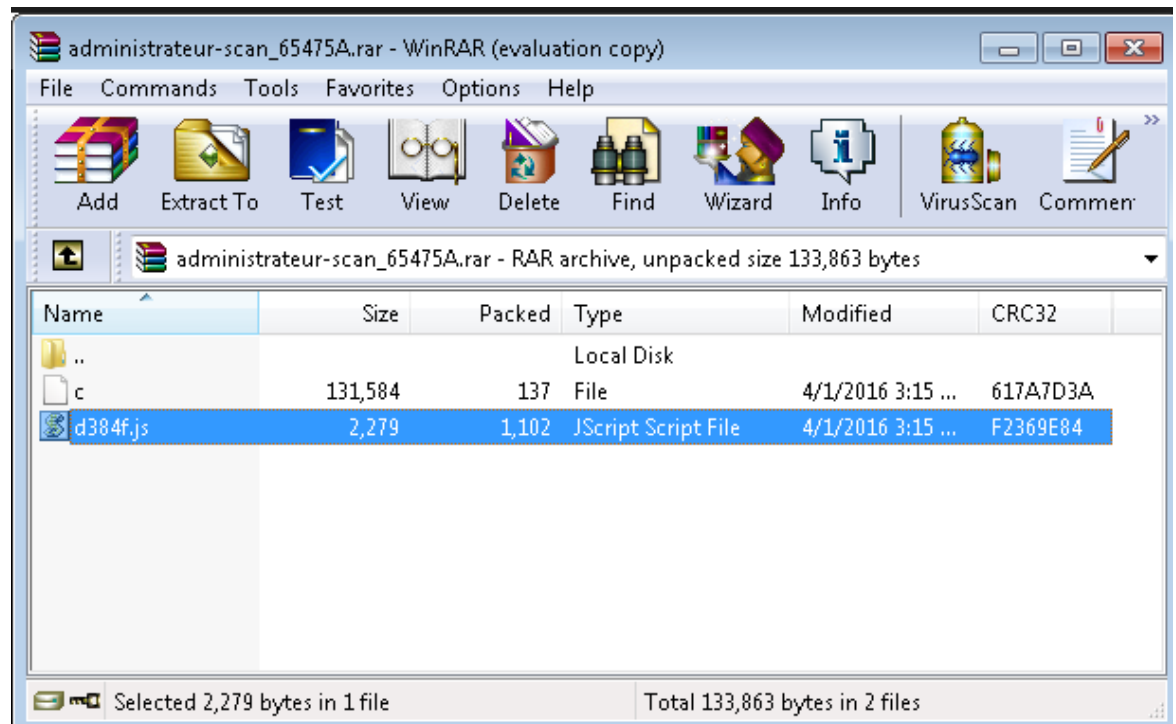 administrateur-scan_65475A.rar - WinRAR (evaluation copy)
File Commands Tools Favorites Options Help
Add Extract To Test View Delete Find Wizard Info VirusScan Commen
administrateur-scan_65475A.rar - RAR archive, unpacked size 133,863 bytes
Name Size Packed Type Modified CRC32
.. Local Disk
c 131,584 137 File 4/1/2016 3:15 ... 617A7D3A
d384f.js 2,279 1,102 JScript Script File 4/1/2016 3:15 ... F2369E84
Selected 2,279 bytes in 1 file Total 133,863 bytes in 2 files